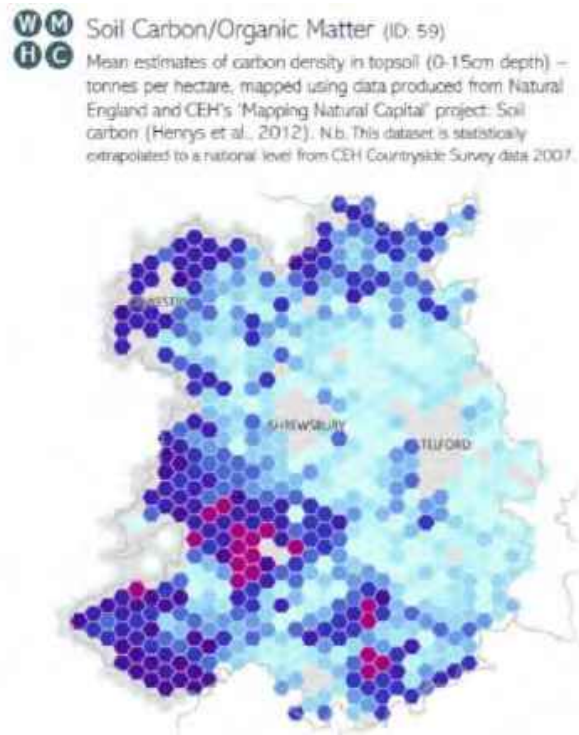 W M
H C
Soil Carbon/Organic Matter (ID: 59)
Mean estimates of carbon density in topsoil (0-15cm depth) –
tonnes per hectare, mapped using data produced from Natural
England and CEH's 'Mapping Natural Capital' project: Soil
carbon (Henrys et al., 2012). N.b. This dataset is statistically
extrapolated to a national level from CEH Countryside Survey data 2007.
SHREWSBURY
TELFORD